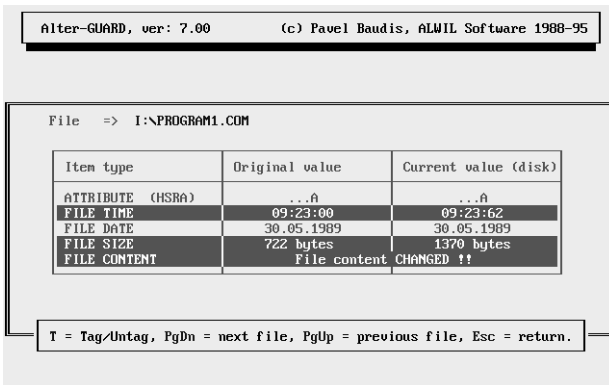 Alter-GUARD, ver: 7.00 (c) Pavel Baudis, ALWIL Software 1988-95
File => I:\PROGRAM1.COM
Item type Original value Current value (disk)
ATTRIBUTE (HSRA) ...A ...A
FILE TIME 09:23:00 09:23:62
FILE DATE 30.05.1989 30.05.1989
FILE SIZE 722 bytes 1370 bytes
FILE CONTENT File content CHANGED !!
T = Tag/Untag, PgDn = next file, PgUp = previous file, Esc = return.